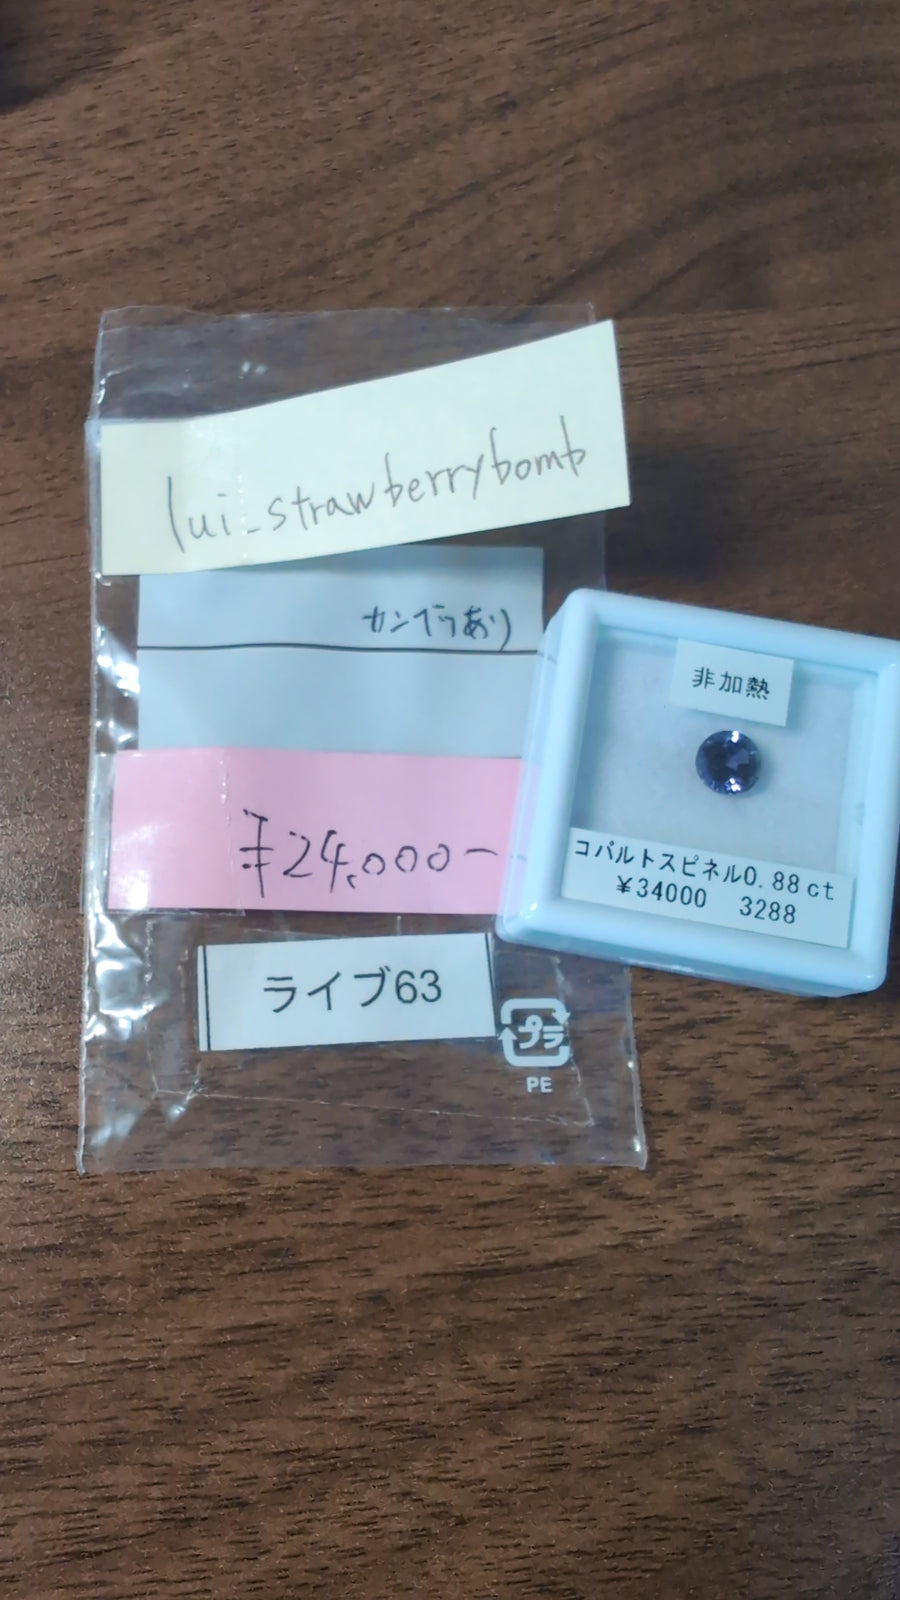 lui_strawberrybomb
カンベツあり
¥24,000-
ライブ63
プラ
PE
非加熱
コバルトスピネル0.88ct
¥34000 3288